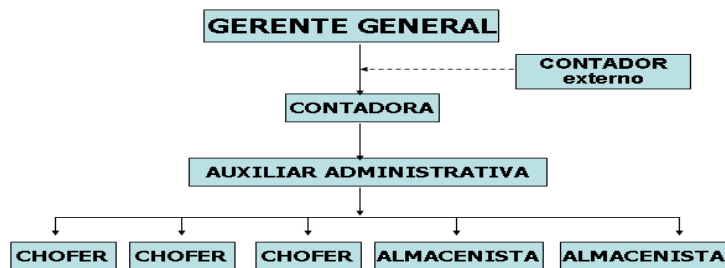 GERENTE GENERAL
CONTADOR
externo
CONTADORA
AUXILIAR ADMINISTRATIVA
CHOFER
CHOFER
CHOFER
ALMACENISTA
ALMACENISTA